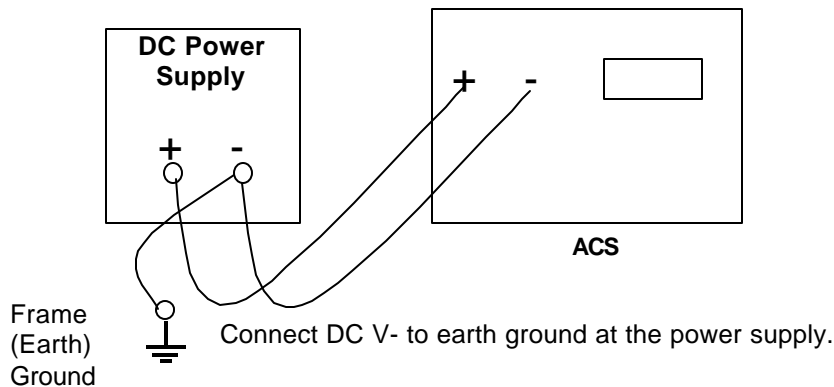 DC Power
Supply
+ -
+ -
ACS
Frame
(Earth)
Ground
Connect DC V- to earth ground at the power supply.